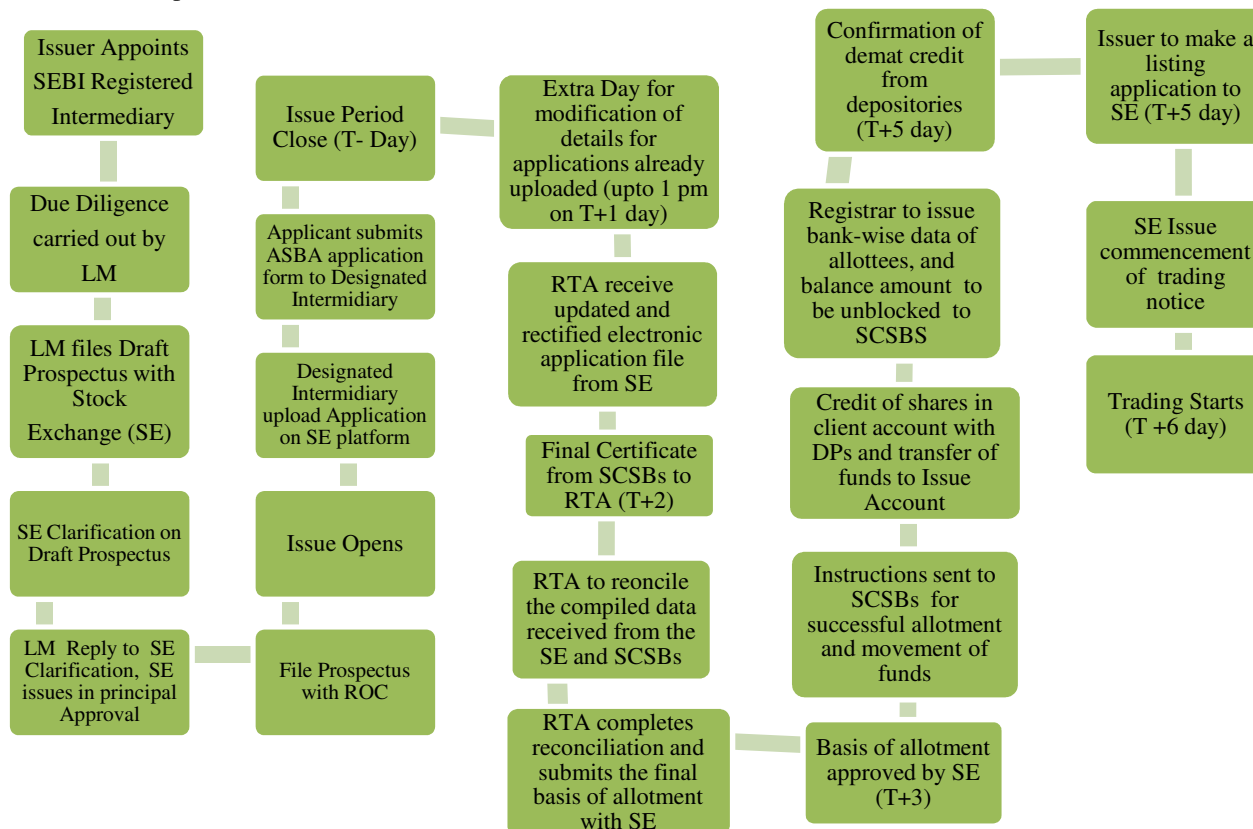 Issuer Appoints
SEBI Registered
Intermediary
Due Diligence
carried out by
LM
LM files Draft
Prospectus with
Stock
Exchange (SE)
SE Clarification on
Draft Prospectus
LM Reply to SE
Clarification, SE
issues in principal
Approval
File Prospectus
with ROC
Issue Opens
Designated
Intermidiary
upload Application
on SE platform
Applicant submits
ASBA application
form to Designated
Intermidiary
Issue Period
Close (T- Day)
Extra Day for
modification of
details for
applications already
uploaded (upto 1 pm
on T+1 day)
RTA receive
updated and
rectified electronic
application file
from SE
Final Certificate
from SCSBs to
RTA (T+2)
RTA to reconcile
the compiled data
received from the
SE and SCSBs
RTA completes
reconciliation and
submits the final
basis of allotment
with SE
Basis of allotment
approved by SE
(T+3)
Instructions sent to
SCSBs for
successful allotment
and movement of
funds
Credit of shares in
client account with
DPs and transfer of
funds to Issue
Account
Registrar to issue
bank-wise data of
allottees, and
balance amount to
be unblocked to
SCSBS
Confirmation of
demat credit
from
depositories
(T+5 day)
Issuer to make a
listing
application to
SE (T+5 day)
SE Issue
commencement
of trading
notice
Trading Starts
(T +6 day)